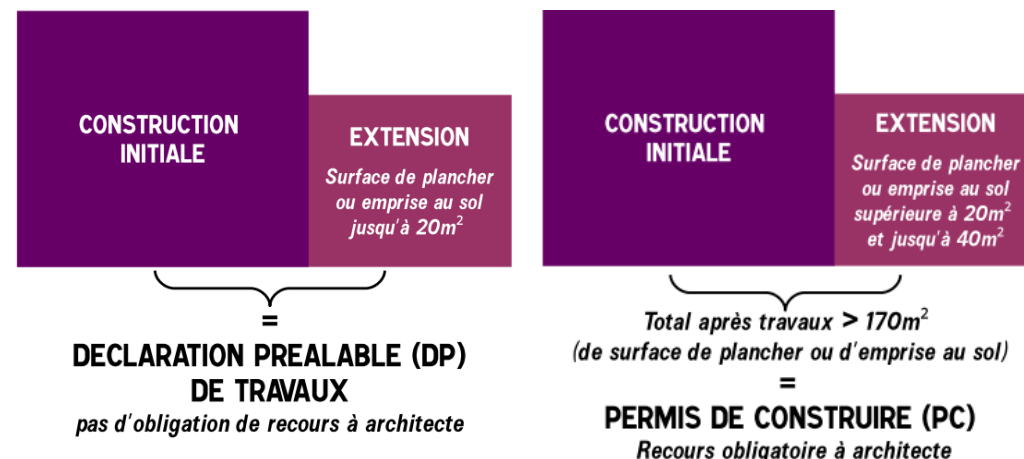 CONSTRUCTION
INITIALE
EXTENSION
Surface de plancher
ou emprise au sol
jusqu'à 20m²
=
DECLARATION PREALABLE (DP)
DE TRAVAUX
pas d'obligation de recours à architecte
CONSTRUCTION
INITIALE
EXTENSION
Surface de plancher
ou emprise au sol
supérieure à 20m²
et jusqu'à 40m²
Total après travaux > 170m²
(de surface de plancher ou d'emprise au sol)
=
PERMIS DE CONSTRUIRE (PC)
Recours obligatoire à architecte